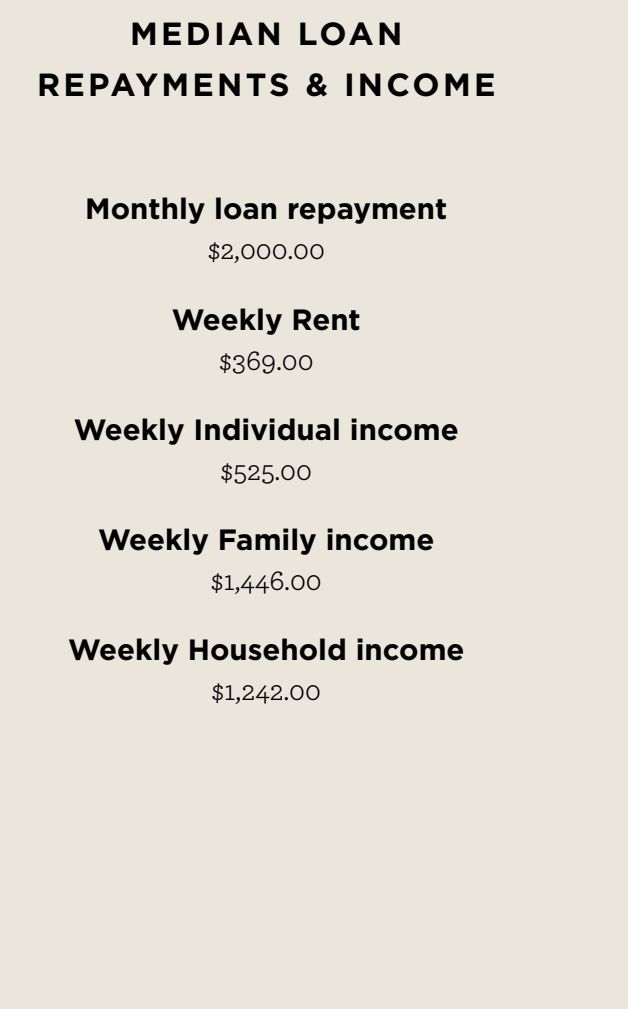 MEDIAN LOAN
REPAYMENTS & INCOME
Monthly loan repayment
$2,000.00
Weekly Rent
$369.00
Weekly Individual income
$525.00
Weekly Family income
$1,446.00
Weekly Household income
$1,242.00